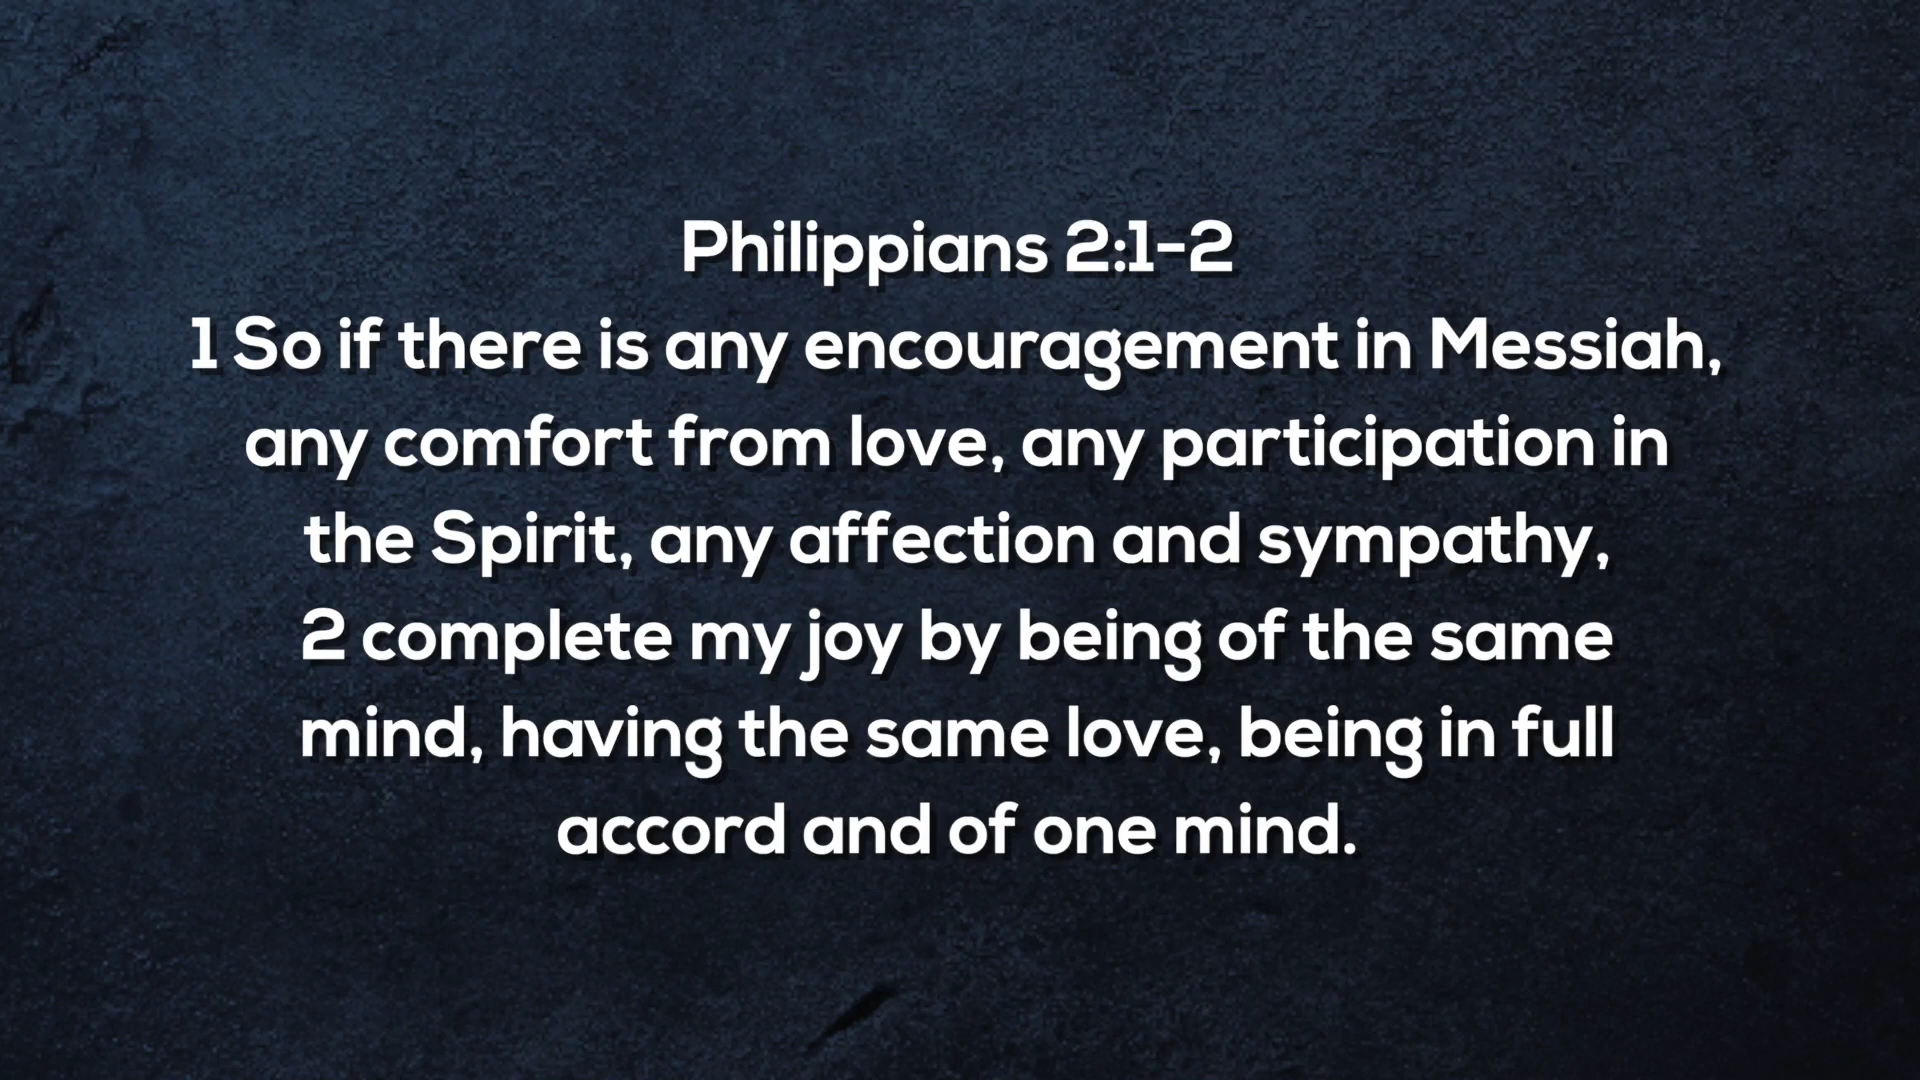 Philippians 2:1-2
1 So if there is any encouragement in Messiah,
any comfort from love, any participation in
the Spirit, any affection and sympathy,
2 complete my joy by being of the same
mind, having the same love, being in full
accord and of one mind.